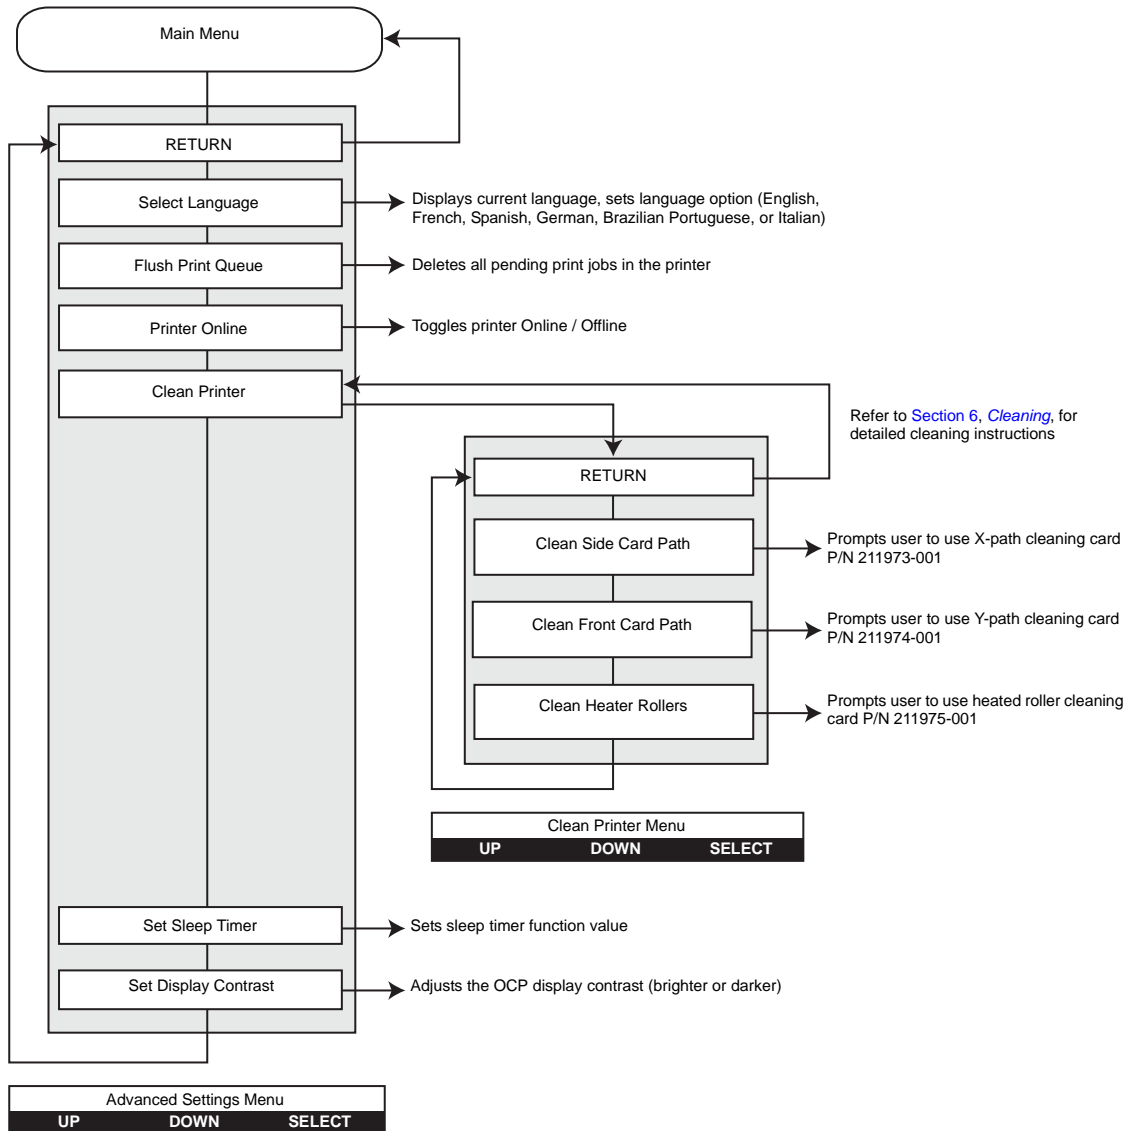 Main Menu
RETURN
Select Language
Displays current language, sets language option (English,
French, Spanish, German, Brazilian Portuguese, or Italian)
Flush Print Queue
Deletes all pending print jobs in the printer
Printer Online
Toggles printer Online / Offline
Clean Printer
Refer to Section 6, Cleaning, for
detailed cleaning instructions
RETURN
Clean Side Card Path
Prompts user to use X-path cleaning card
P/N 211973-001
Clean Front Card Path
Prompts user to use Y-path cleaning card
P/N 211974-001
Clean Heater Rollers
Prompts user to use heated roller cleaning
card P/N 211975-001
Clean Printer Menu
UP DOWN SELECT
Set Sleep Timer
Sets sleep timer function value
Set Display Contrast
Adjusts the OCP display contrast (brighter or darker)
Advanced Settings Menu
UP DOWN SELECT